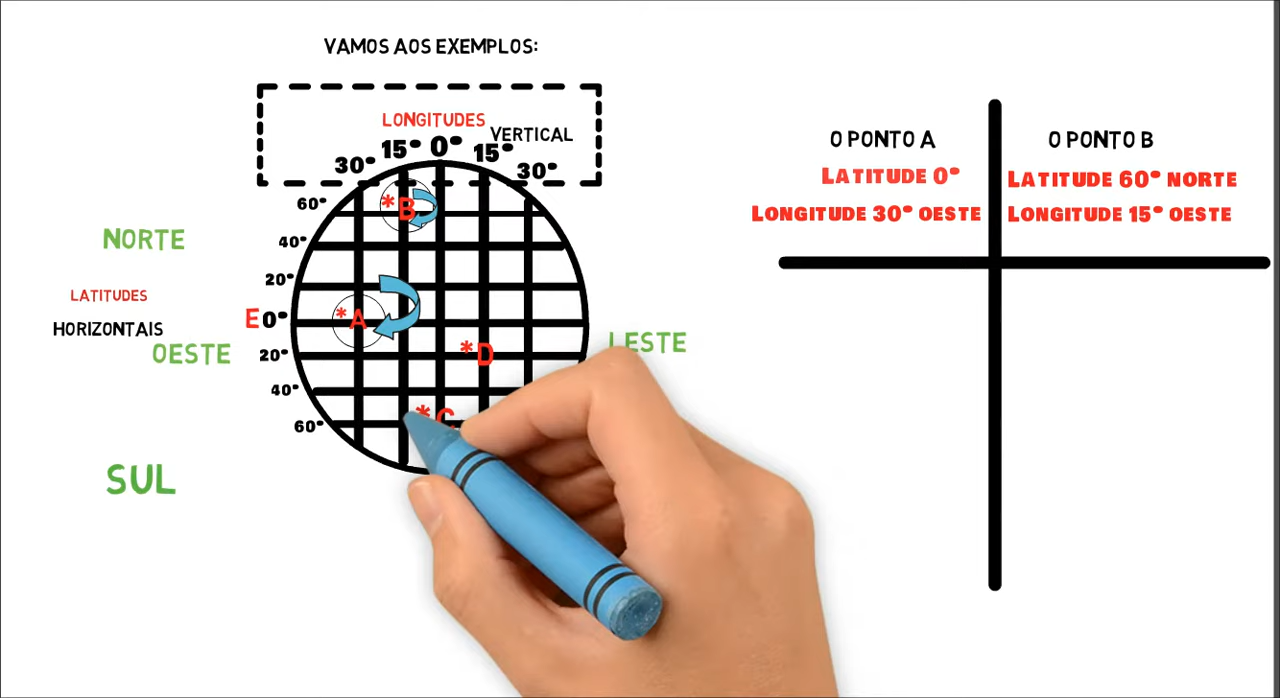 VAMOS AOS EXEMPLOS:
LONGITUDES
VERTICAL
30° 15° 0° 15° 30°
60°
*B
NORTE
40°
20°
LATITUDES
E 0°
*A
HORIZONTAIS
OESTE
20°
*D
LESTE
40°
*C
60°
SUL
O PONTO A
LATITUDE 0°
LONGITUDE 30° OESTE
O PONTO B
LATITUDE 60° NORTE
LONGITUDE 15° OESTE